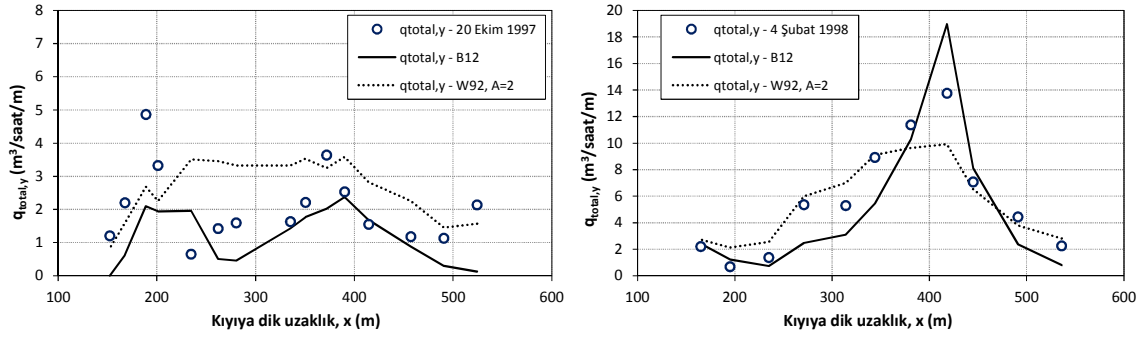 8
7
6
5
4
3
2
1
0
q_total,y (m³/saat/m)
qtotal,y - 20 Ekim 1997
qtotal,y - B12
qtotal,y - W92, A=2
100 200 300 400 500 600
Kıyıya dik uzaklık, x (m)
20
18
16
14
12
10
8
6
4
2
0
q_total,y (m³/saat/m)
qtotal,y - 4 Şubat 1998
qtotal,y - B12
qtotal,y - W92, A=2
100 200 300 400 500 600
Kıyıya dik uzaklık, x (m)